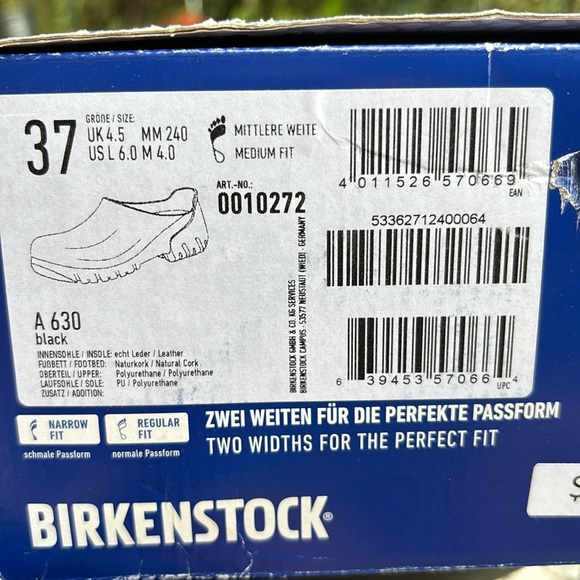 37
GRÖßE / SIZE:
UK 4.5 MM 240
US L 6.0 M 4.0
MITTLERE WEITE
MEDIUM FIT
ART.-NO.:
0010272
4 011526 570669
EAN
53362712400064
6 39453 57066 4
UPC
BIRKENSTOCK GMBH & CO. KG SERVICES
BIRKENSTOCK CAMPUS · 53577 NEUSTADT (WIED) · GERMANY
A 630
black
INNENSOHLE / INSOLE: echt Leder / Leather
FUßBETT / FOOTBED: Naturkork / Natural Cork
OBERTEIL / UPPER: Polyurethane / Polyurethane
LAUFSOHLE / SOLE: PU / Polyurethane
ZUSATZ / ADDITION:
NARROW
FIT
schmale Passform
REGULAR
FIT
normale Passform
ZWEI WEITEN FÜR DIE PERFEKTE PASSFORM
TWO WIDTHS FOR THE PERFECT FIT
BIRKENSTOCK®